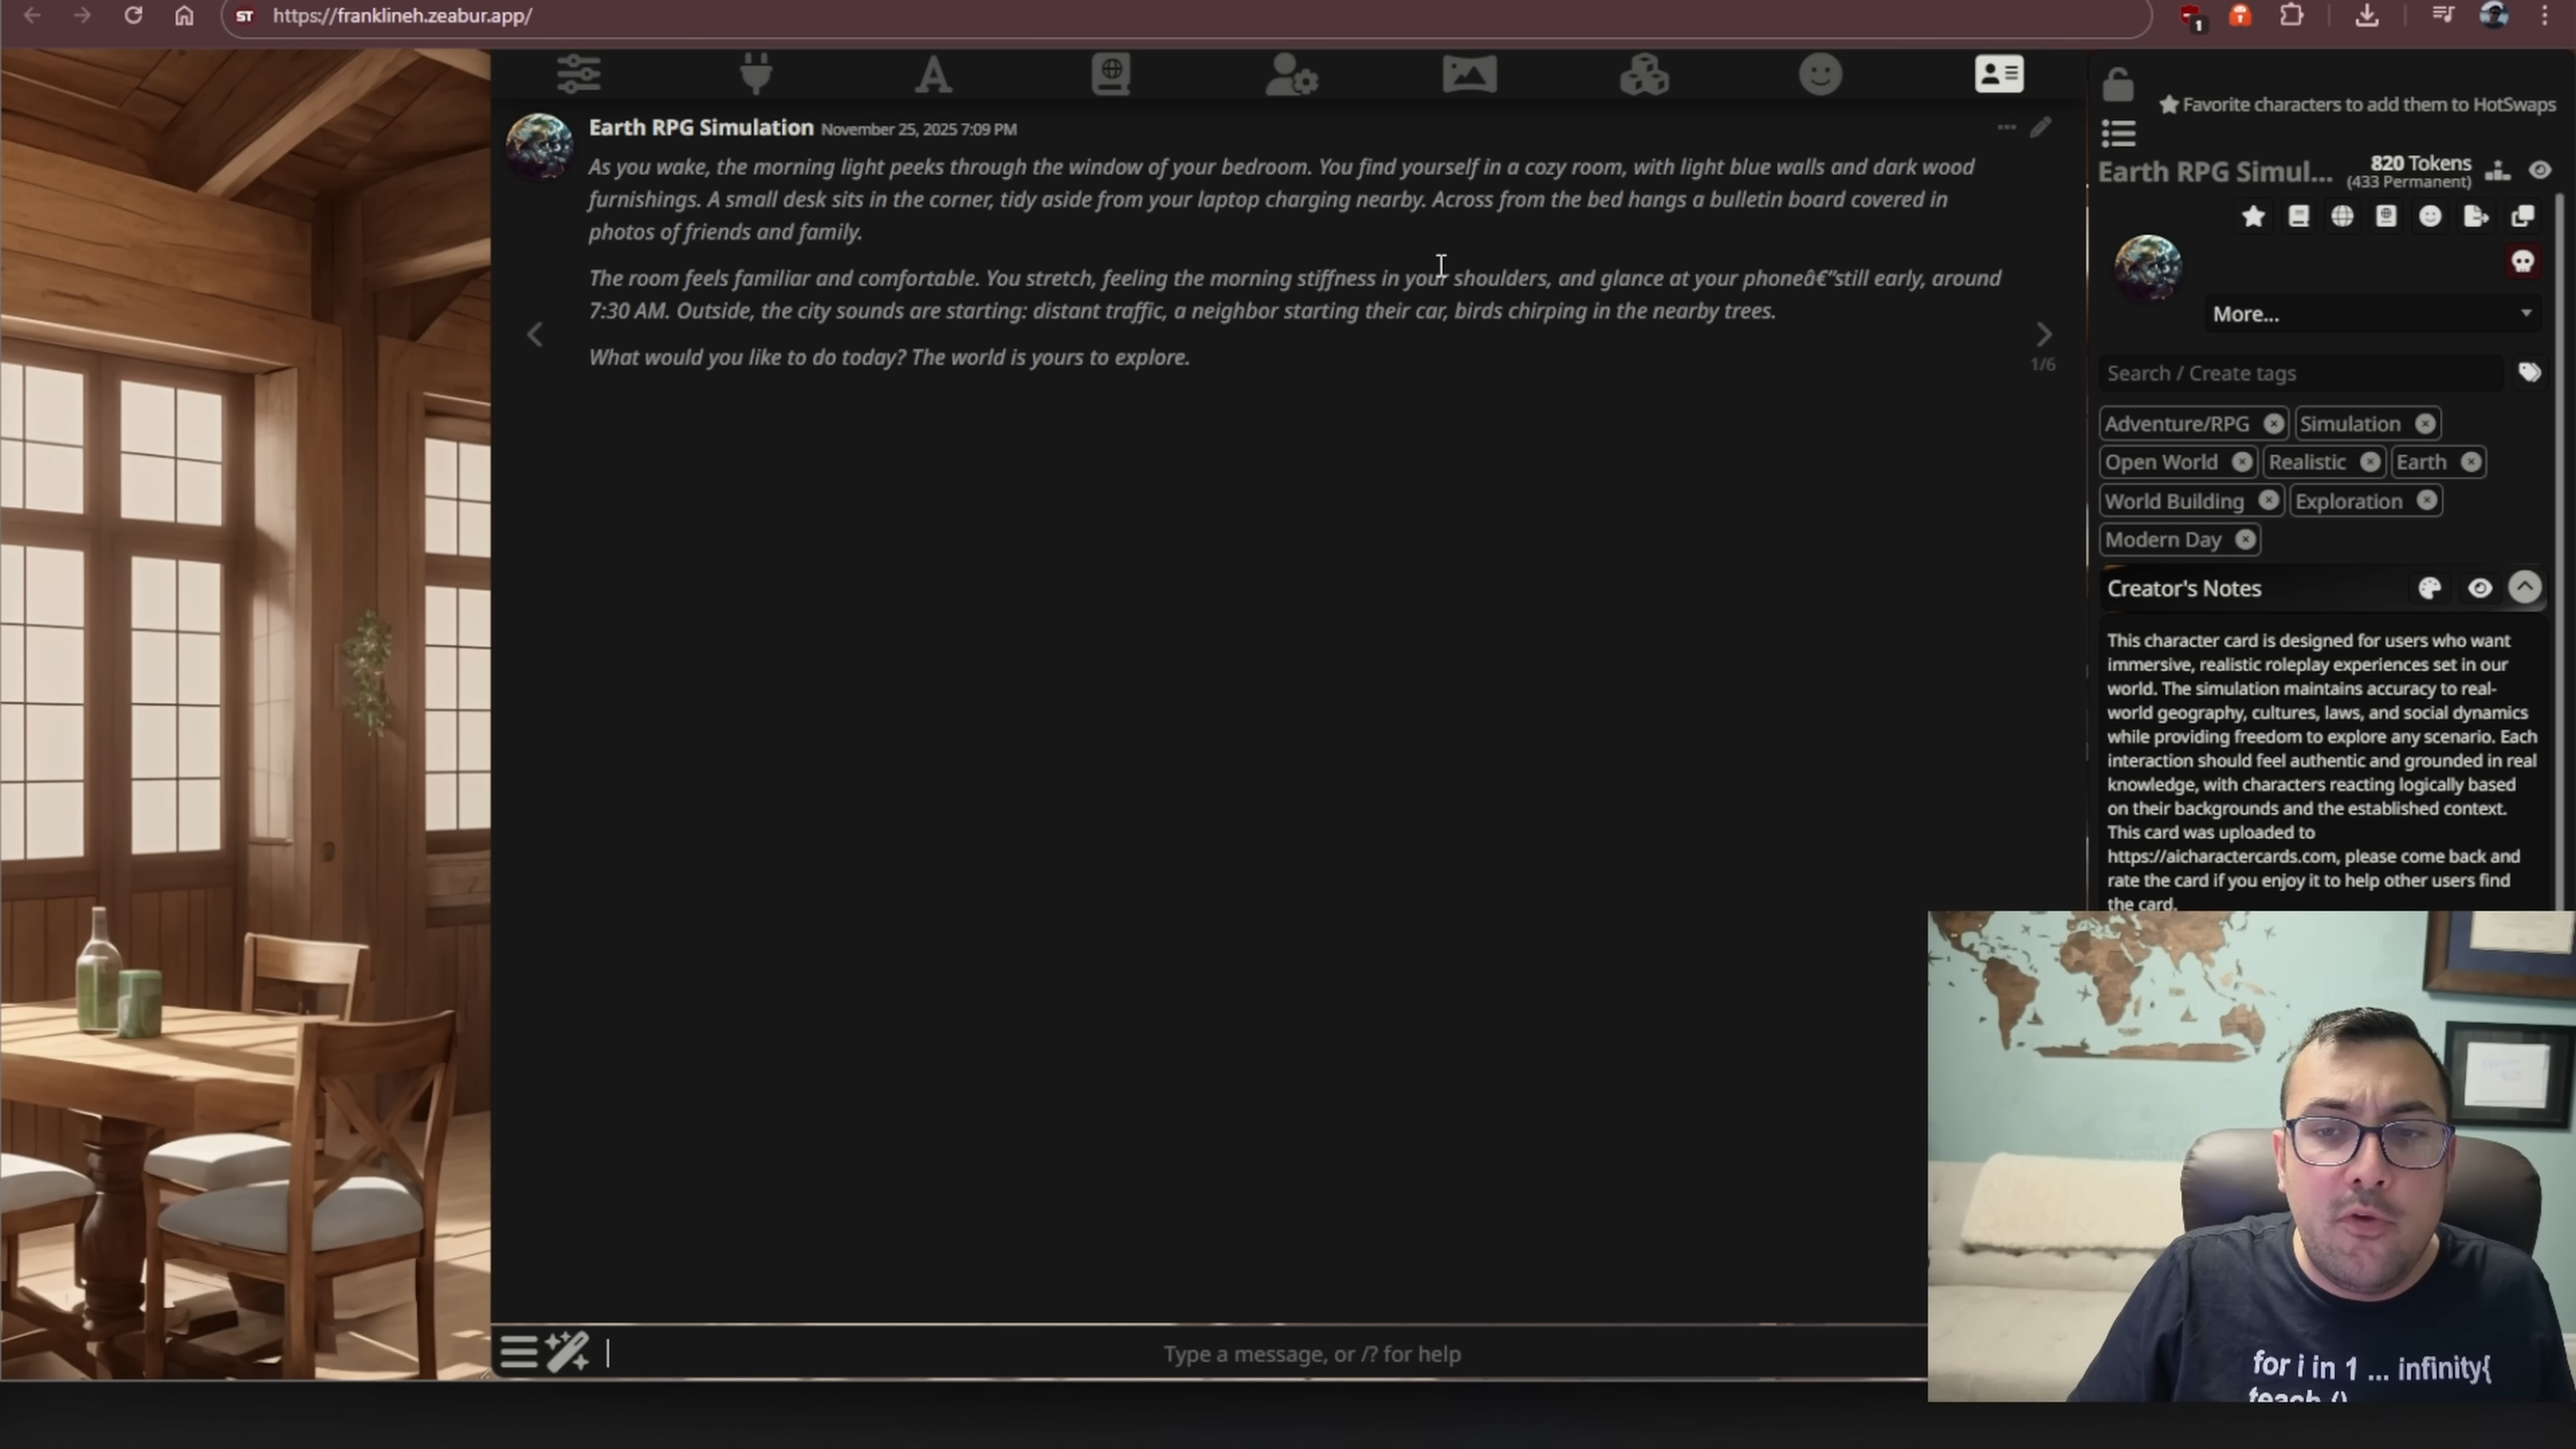 ST https://franklineh.zeabur.app/
1
Earth RPG Simulation November 25, 2025 7:09 PM
As you wake, the morning light peeks through the window of your bedroom. You find yourself in a cozy room, with light blue walls and dark wood
furnishings. A small desk sits in the corner, tidy aside from your laptop charging nearby. Across from the bed hangs a bulletin board covered in
photos of friends and family.
The room feels familiar and comfortable. You stretch, feeling the morning stiffness in your shoulders, and glance at your phoneâ€”still early, around
7:30 AM. Outside, the city sounds are starting: distant traffic, a neighbor starting their car, birds chirping in the nearby trees.
What would you like to do today? The world is yours to explore.
1/6
Type a message, or /? for help
Favorite characters to add them to HotSwaps
Earth RPG Simul... 820 Tokens
(433 Permanent)
More...
Search / Create tags
Adventure/RPG Simulation
Open World Realistic Earth
World Building Exploration
Modern Day
Creator's Notes
This character card is designed for users who want
immersive, realistic roleplay experiences set in our
world. The simulation maintains accuracy to real-
world geography, cultures, laws, and social dynamics
while providing freedom to explore any scenario. Each
interaction should feel authentic and grounded in real
knowledge, with characters reacting logically based
on their backgrounds and the established context.
This card was uploaded to
https://aicharactercards.com, please come back and
rate the card if you enjoy it to help other users find
the card.
for i in 1 ... infinity{
teach ()